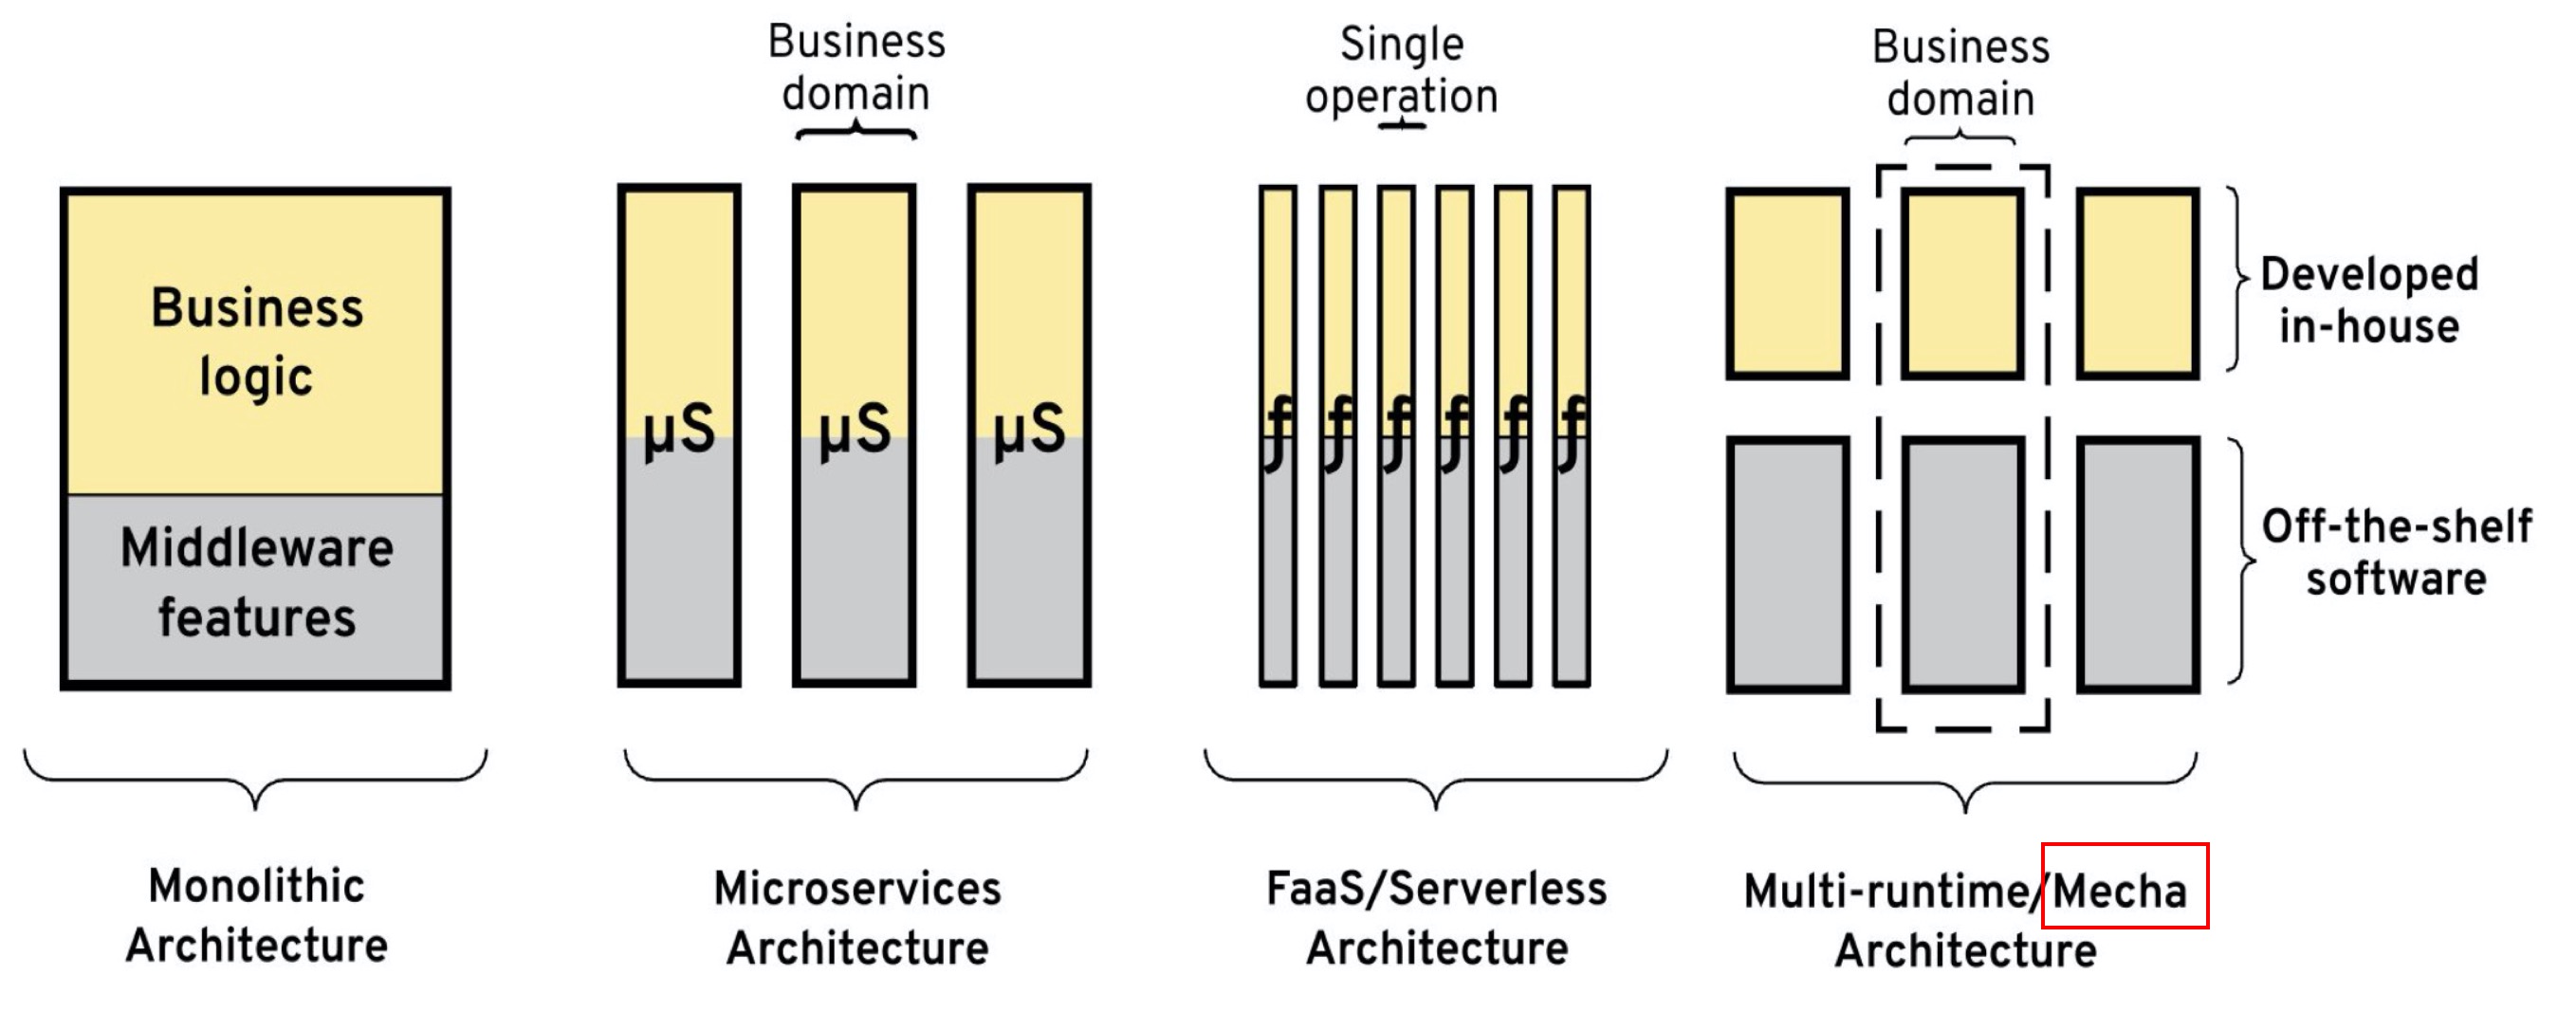 Business
domain
Single
operation
Business
domain
Business
logic
Middleware
features
µS
µS
µS
f
f
f
f
f
f
Developed
in-house
Off-the-shelf
software
Monolithic
Architecture
Microservices
Architecture
FaaS/Serverless
Architecture
Multi-runtime/Mecha
Architecture